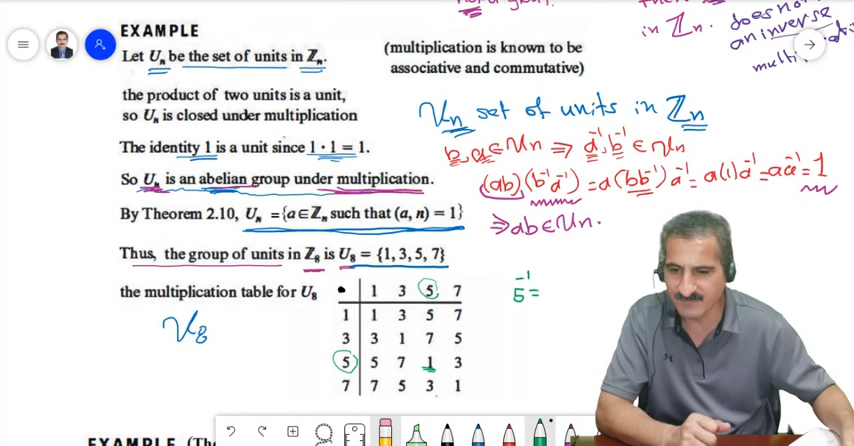 in Zn. does not
an inverse
EXAMPLE
Let Un be the set of units in Zn.
(multiplication is known to be
associative and commutative)
the product of two units is a unit,
so Un is closed under multiplication
Un set of units in Zn
The identity 1 is a unit since 1 · 1 = 1.
b, a ∈ Un ⇒ a⁻¹, b⁻¹ ∈ Un
So Un is an abelian group under multiplication.
(ab)(b⁻¹a⁻¹) = a(bb⁻¹)a⁻¹ = a(1)a⁻¹ = aa⁻¹ = 1
By Theorem 2.10, Un = {a∈Zn such that (a, n) = 1}
⇒ ab ∈ Un.
Thus, the group of units in Z8 is U8 = {1, 3, 5, 7}
the multiplication table for U8
• 1 3 5 7
1 1 3 5 7
3 3 1 7 5
5 5 7 1 3
7 7 5 3 1
5⁻¹ =
U8